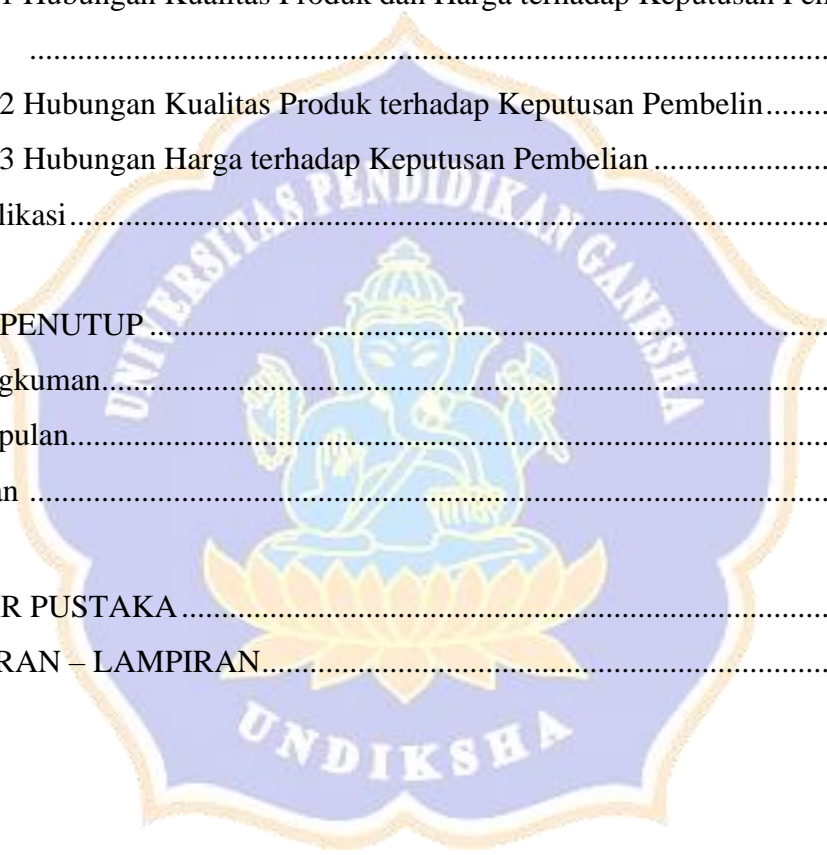 1 Hubungan Kualitas Produk dan Harga terhadap Keputusan Pem
........................................................................................................
2 Hubungan Kualitas Produk terhadap Keputusan Pembelin........
3 Hubungan Harga terhadap Keputusan Pembelian......................
likasi................................................................................................
PENUTUP......................................................................................
gkuman............................................................................................
pulan................................................................................................
n .....................................................................................................
R PUSTAKA..................................................................................
RAN – LAMPIRAN.......................................................................
UNIVERSITAS PENDIDIKAN GANESHA
UNDIKSHA